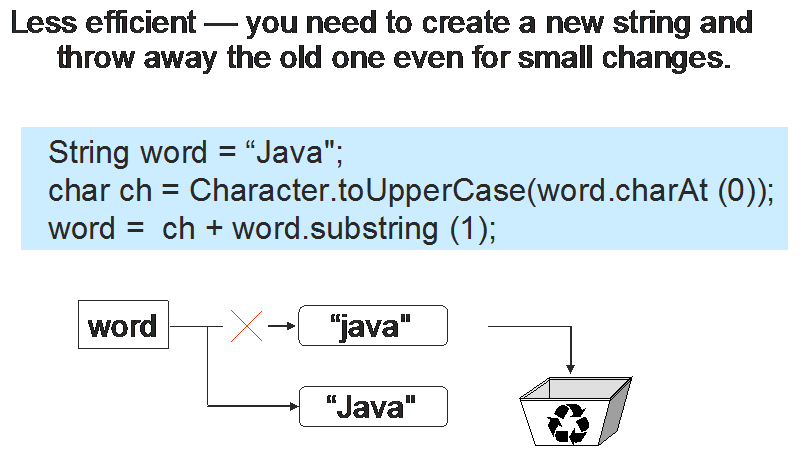 Less efficient — you need to create a new string and
throw away the old one even for small changes.
String word = “Java";
char ch = Character.toUpperCase(word.charAt (0));
word =  ch + word.substring (1);
word
“java"
“Java"